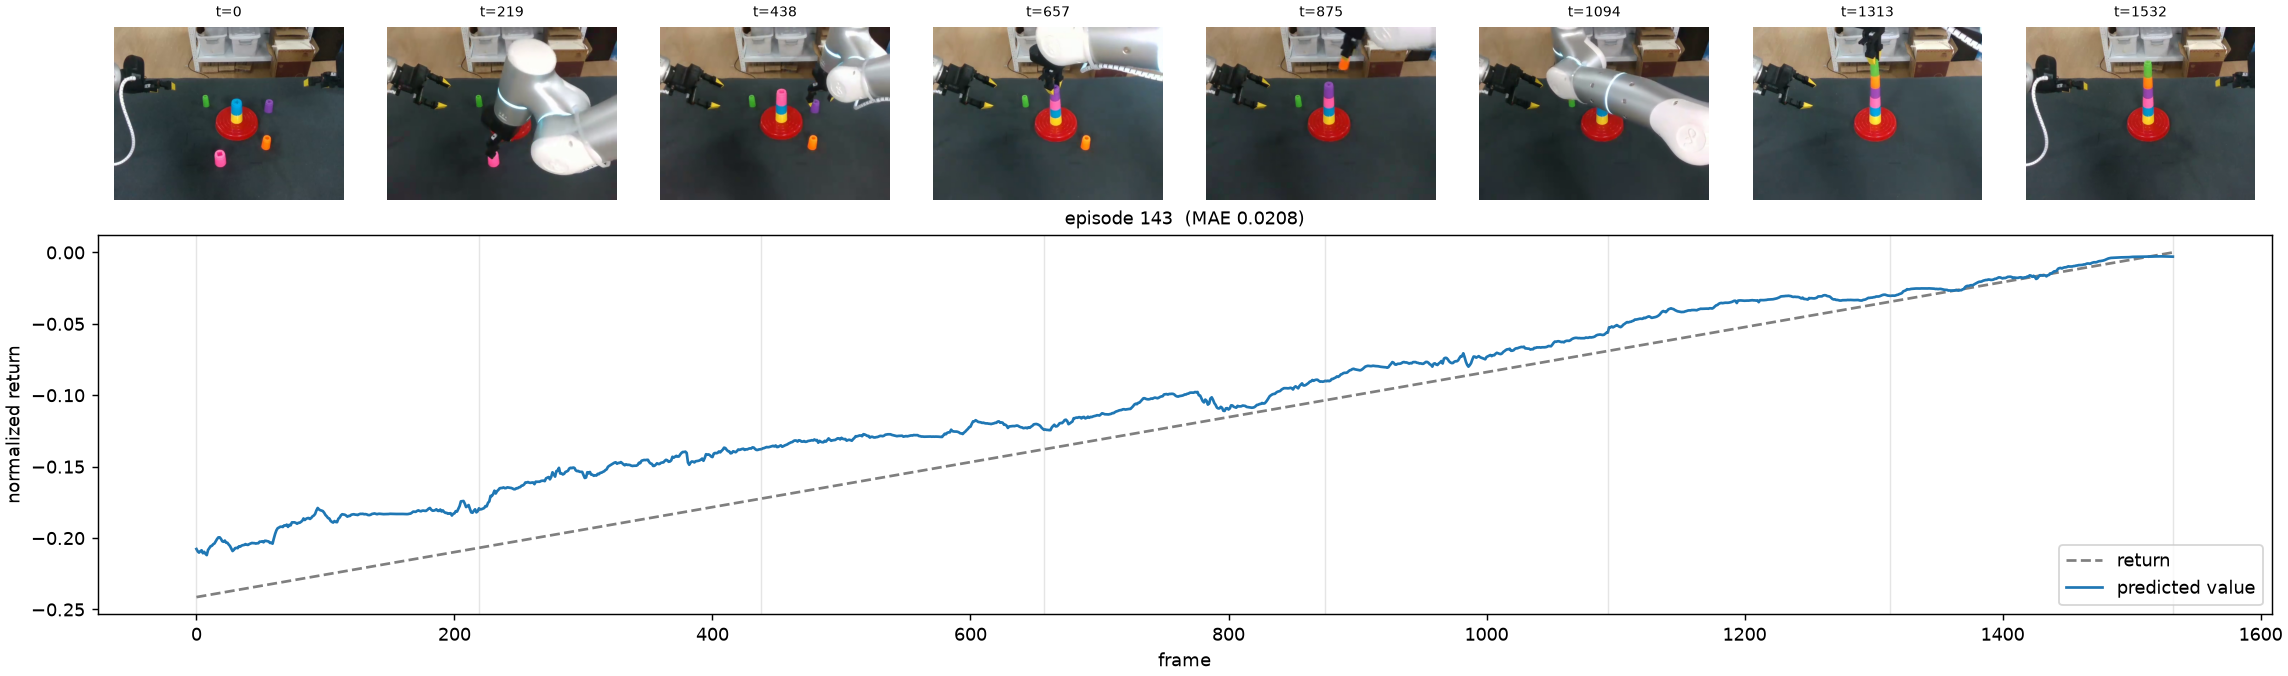 t=0 t=219 t=438 t=657 t=875 t=1094 t=1313 t=1532
episode 143  (MAE 0.0208)
normalized return
0.00
−0.05
−0.10
−0.15
−0.20
−0.25
return
predicted value
0 200 400 600 800 1000 1200 1400 1600
frame